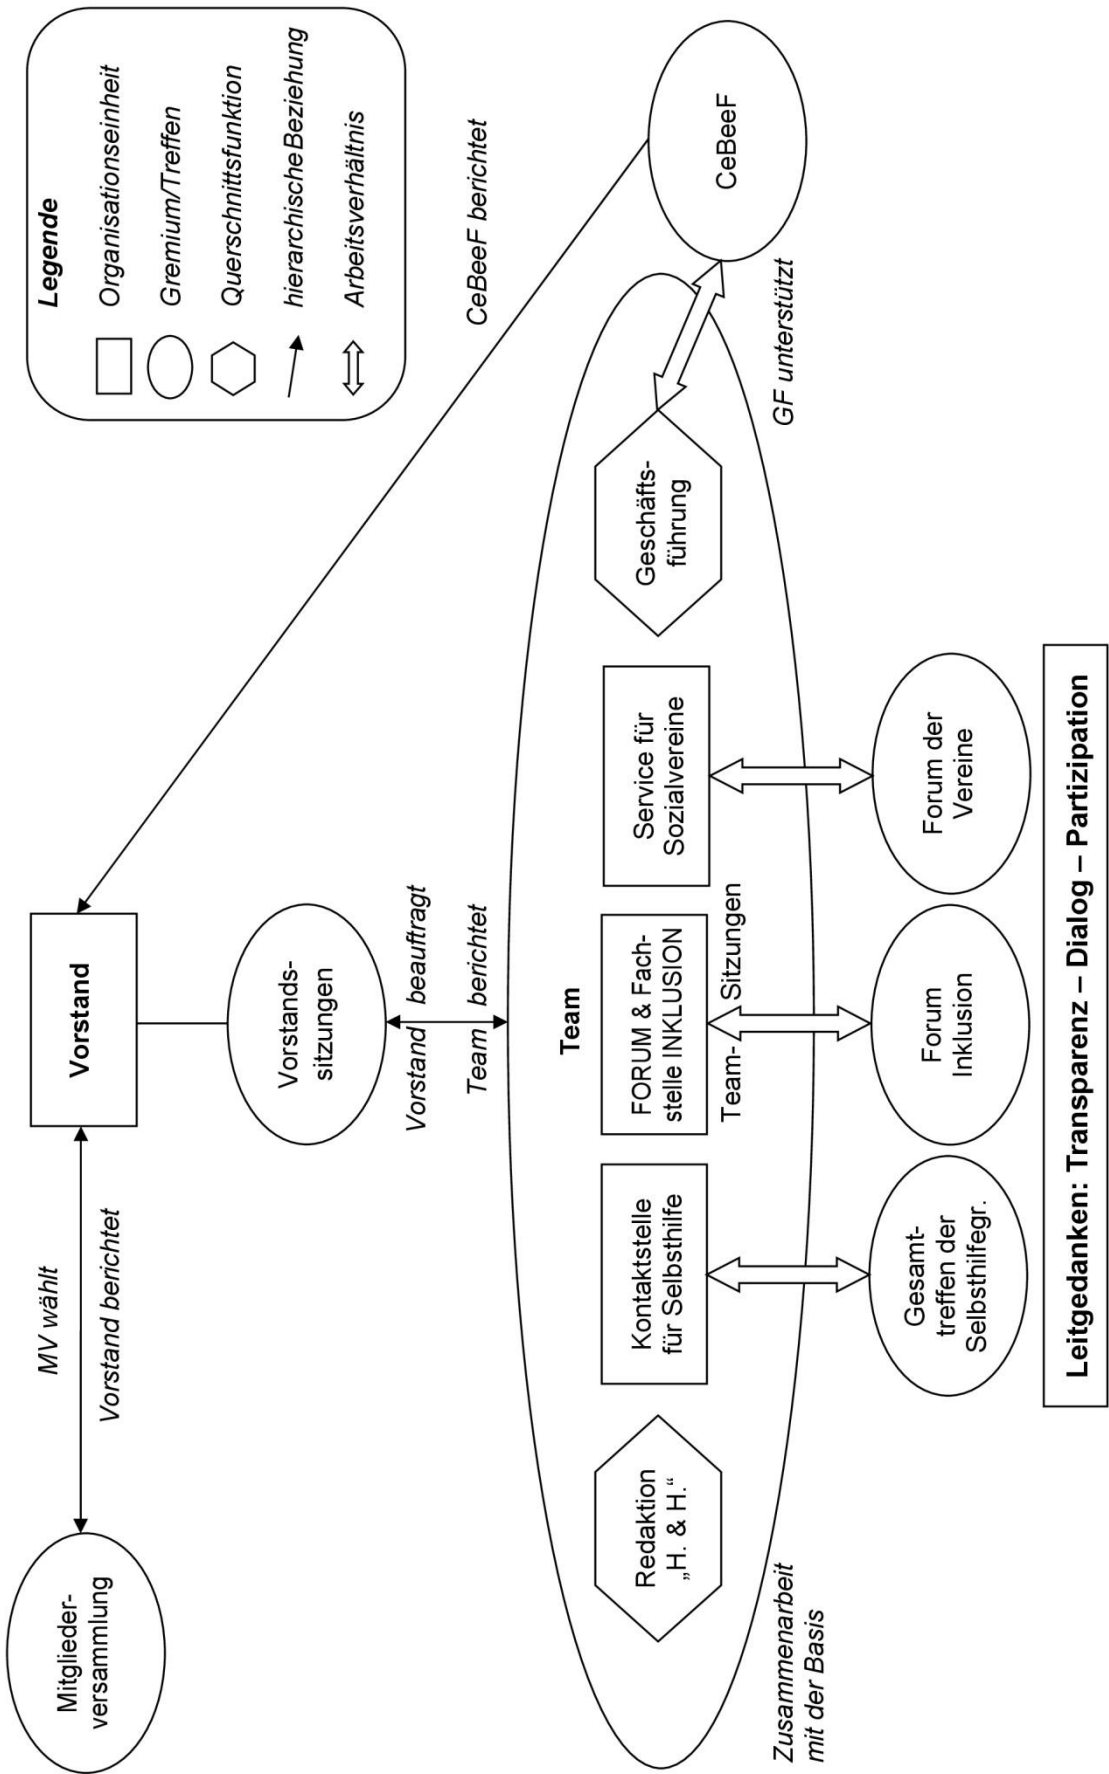 Mitglieder-
versammlung
MV wählt
Vorstand berichtet
Vorstand
Vorstands-
sitzungen
Vorstand beauftragt
Team berichtet
CeBeeF berichtet
Legende
Organisationseinheit
Gremium/Treffen
Querschnittsfunktion
hierarchische Beziehung
Arbeitsverhältnis
Team
Redaktion
„H. & H.“
Kontaktstelle
für Selbsthilfe
FORUM & Fach-
stelle INKLUSION
Service für
Sozialvereine
Geschäfts-
führung
CeBeeF
Team- Sitzungen
GF unterstützt
Zusammenarbeit
mit der Basis
Gesamt-
treffen der
Selbsthilfegr.
Forum
Inklusion
Forum der
Vereine
Leitgedanken: Transparenz – Dialog – Partizipation